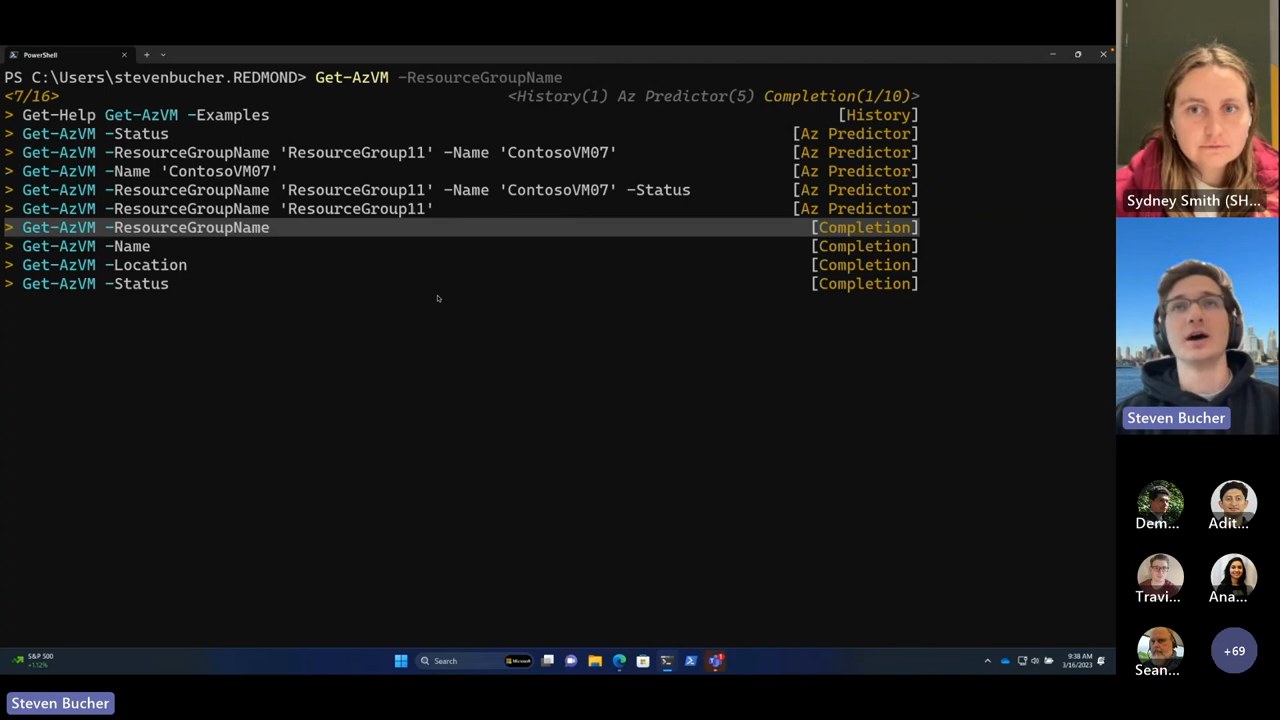 PowerShell
PS C:\Users\stevenbucher.REDMOND> Get-AzVM -ResourceGroupName
<7/16> <History(1) Az Predictor(5) Completion(1/10)>
> Get-Help Get-AzVM -Examples [History]
> Get-AzVM -Status [Az Predictor]
> Get-AzVM -ResourceGroupName 'ResourceGroup11' -Name 'ContosoVM07' [Az Predictor]
> Get-AzVM -Name 'ContosoVM07' [Az Predictor]
> Get-AzVM -ResourceGroupName 'ResourceGroup11' -Name 'ContosoVM07' -Status [Az Predictor]
> Get-AzVM -ResourceGroupName 'ResourceGroup11' [Az Predictor]
> Get-AzVM -ResourceGroupName [Completion]
> Get-AzVM -Name [Completion]
> Get-AzVM -Location [Completion]
> Get-AzVM -Status [Completion]
Sydney Smith (SH...
Steven Bucher
Dem... Adit...
Travi... Ana...
Sean... +69
S&P 500
+1.12%
Search
Microsoft
9:38 AM
3/16/2023
Steven Bucher